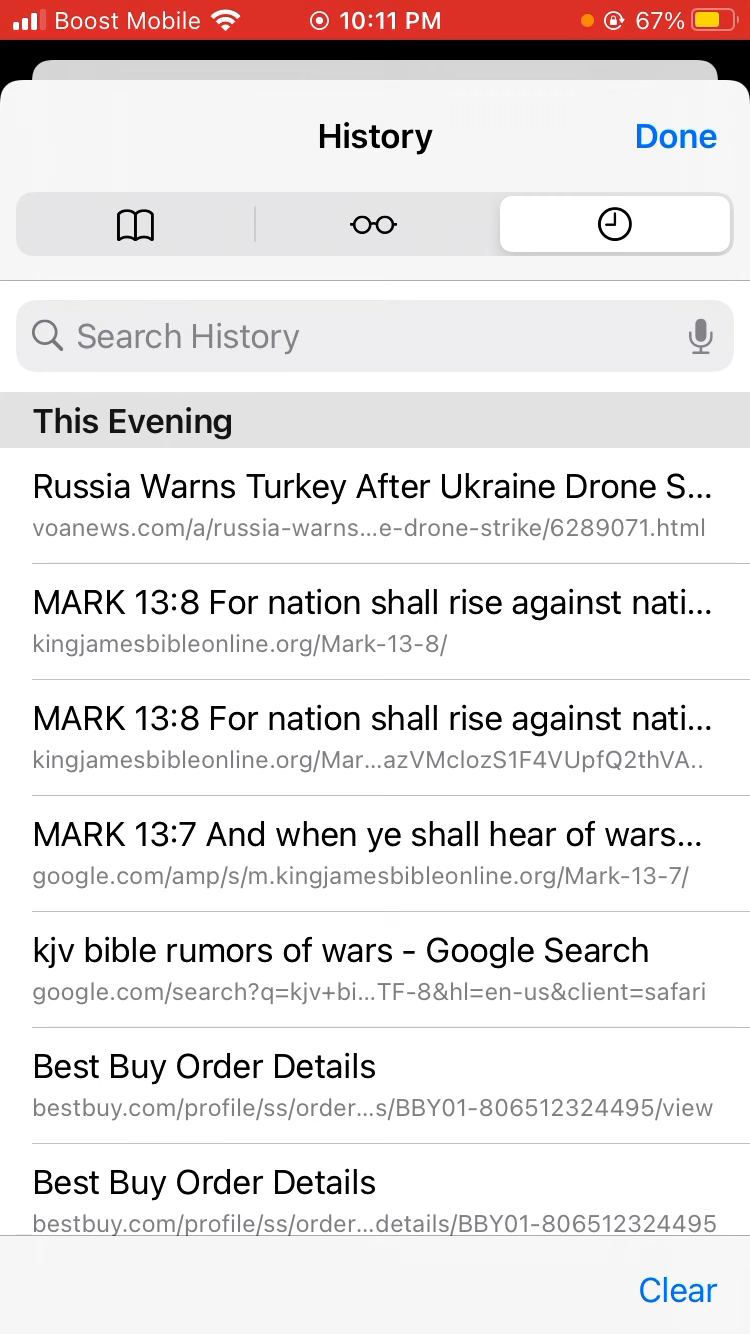 Boost Mobile 10:11 PM 67%
History Done
Search History
This Evening
Russia Warns Turkey After Ukraine Drone S...
voanews.com/a/russia-warns...e-drone-strike/6289071.html
MARK 13:8 For nation shall rise against nati...
kingjamesbibleonline.org/Mark-13-8/
MARK 13:8 For nation shall rise against nati...
kingjamesbibleonline.org/Mar...azVMclozS1F4VUpfQ2thVA..
MARK 13:7 And when ye shall hear of wars...
google.com/amp/s/m.kingjamesbibleonline.org/Mark-13-7/
kjv bible rumors of wars - Google Search
google.com/search?q=kjv+bi...TF-8&hl=en-us&client=safari
Best Buy Order Details
bestbuy.com/profile/ss/order...s/BBY01-806512324495/view
Best Buy Order Details
bestbuy.com/profile/ss/order...details/BBY01-806512324495
Clear